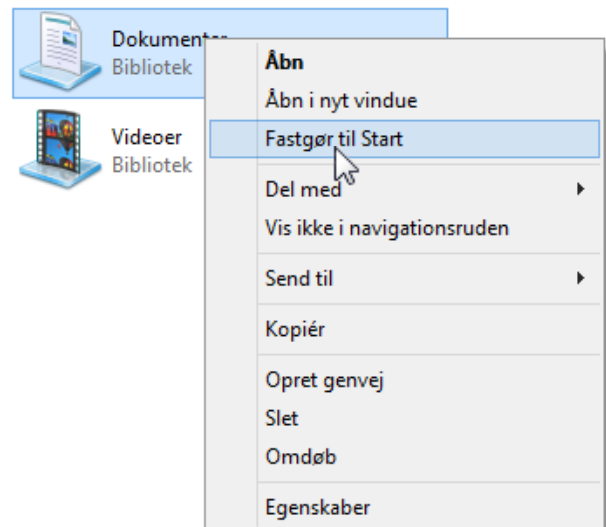 Dokumenter
Bibliotek
Videoer
Bibliotek
Åbn
Åbn i nyt vindue
Fastgør til Start
Del med
Vis ikke i navigationsruden
Send til
Kopiér
Opret genvej
Slet
Omdøb
Egenskaber